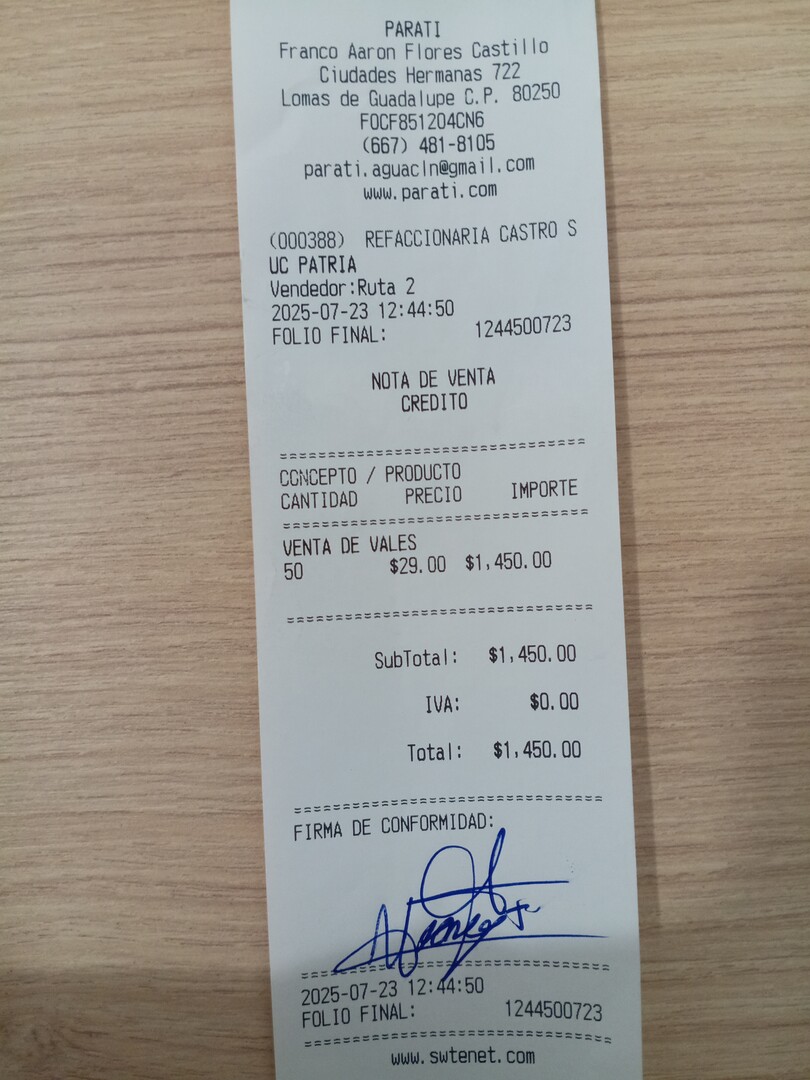 PARATI
Franco Aaron Flores Castillo
Ciudades Hermanas 722
Lomas de Guadalupe C.P. 80250
FOCF851204CN6
(667) 481-8105
parati.aguacln@gmail.com
www.parati.com
(000388) REFACCIONARIA CASTRO S
UC PATRIA
Vendedor:Ruta 2
2025-07-23 12:44:50
FOLIO FINAL: 1244500723
NOTA DE VENTA
CREDITO
================================
CONCEPTO / PRODUCTO
CANTIDAD PRECIO IMPORTE
================================
VENTA DE VALES
50 $29.00 $1,450.00
================================
SubTotal: $1,450.00
IVA: $0.00
Total: $1,450.00
================================
FIRMA DE CONFORMIDAD:
================================
2025-07-23 12:44:50
FOLIO FINAL: 1244500723
================================
www.swtenet.com